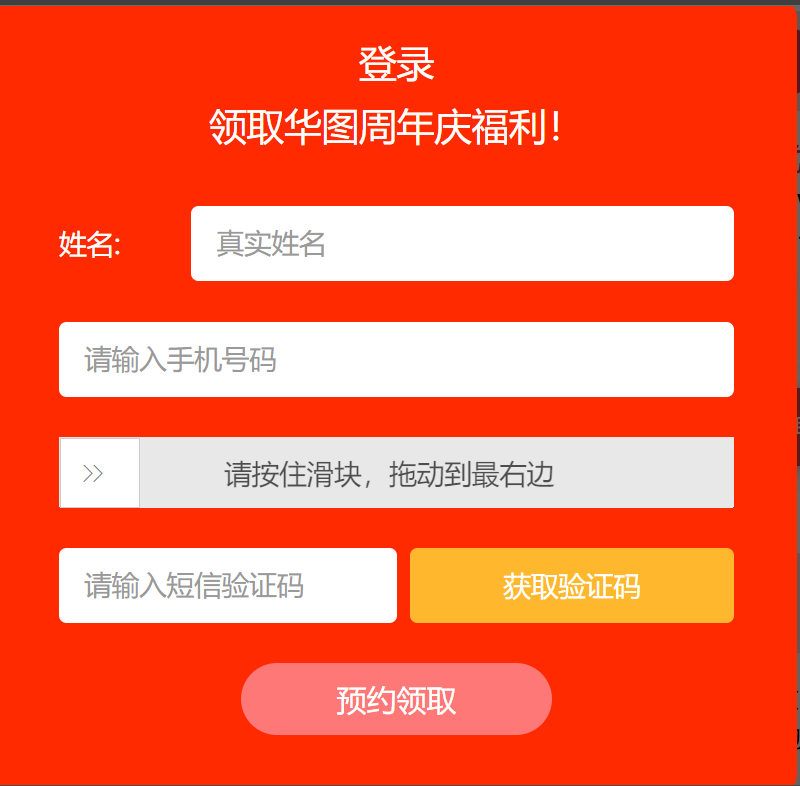 登录
领取华图周年庆福利！
姓名:
真实姓名
请输入手机号码
请按住滑块，拖动到最右边
请输入短信验证码
获取验证码
预约领取